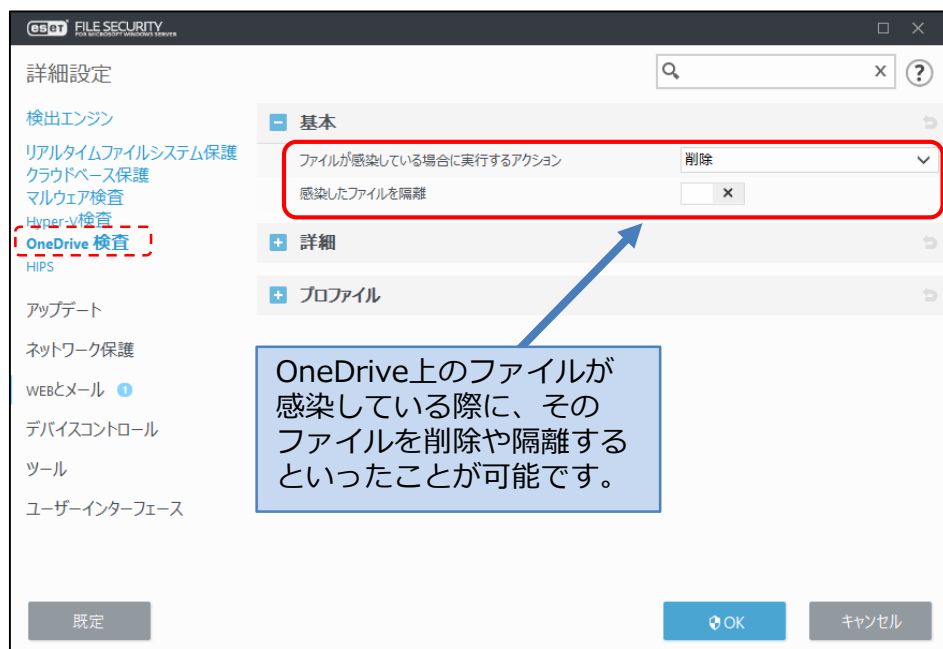 eset FILE SECURITY
FOR MICROSOFT WINDOWS SERVER
詳細設定
x
?
検出エンジン
リアルタイムファイルシステム保護
クラウドベース保護
マルウェア検査
Hyper-V検査
OneDrive 検査
HIPS
アップデート
ネットワーク保護
WEBとメール 1
デバイスコントロール
ツール
ユーザーインターフェース
基本
ファイルが感染している場合に実行するアクション 削除
感染したファイルを隔離
詳細
プロファイル
OneDrive上のファイルが
感染している際に、その
ファイルを削除や隔離する
といったことが可能です。
既定
OK
キャンセル